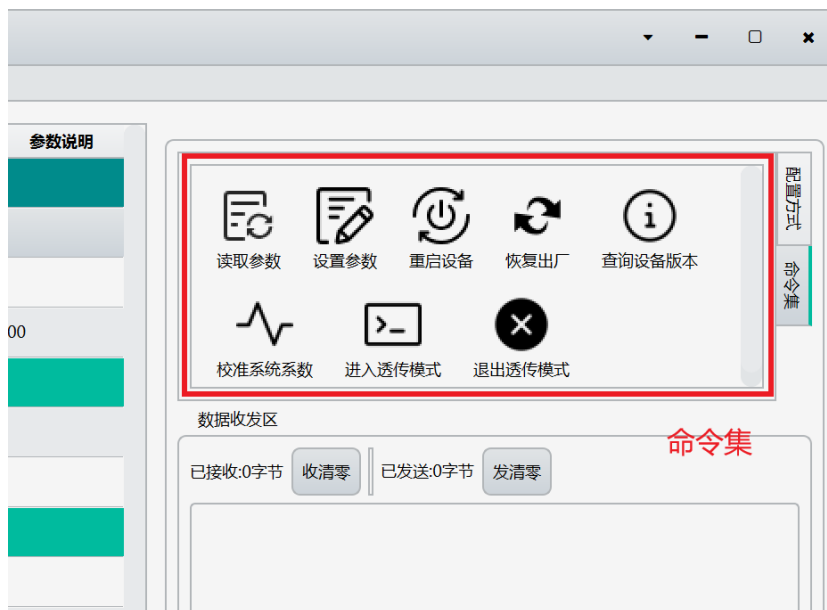 参数说明
00
配置方式
命令集
读取参数 设置参数 重启设备 恢复出厂 查询设备版本
校准系统系数 进入透传模式 退出透传模式
数据收发区
命令集
已接收:0字节 收清零 已发送:0字节 发清零